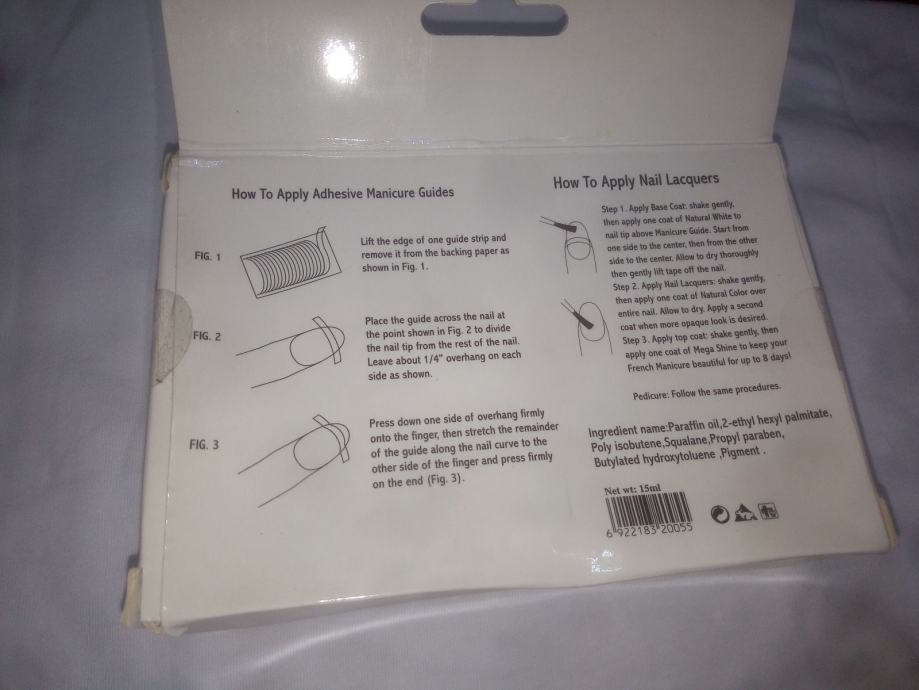 How To Apply Adhesive Manicure Guides
FIG. 1
Lift the edge of one guide strip and
remove it from the backing paper as
shown in Fig. 1.
FIG. 2
Place the guide across the nail at
the point shown in Fig. 2 to divide
the nail tip from the rest of the nail.
Leave about 1/4" overhang on each
side as shown.
FIG. 3
Press down one side of overhang firmly
onto the finger, then stretch the remainder
of the guide along the nail curve to the
other side of the finger and press firmly
on the end (Fig. 3).
How To Apply Nail Lacquers
Step 1. Apply Base Coat: shake gently,
then apply one coat of Natural White to
nail tip above Manicure Guide. Start from
one side to the center, then from the other
side to the center. Allow to dry thoroughly
then gently lift tape off the nail.
Step 2. Apply Nail Lacquers: shake gently,
then apply one coat of Natural Color over
entire nail. Allow to dry. Apply a second
coat when more opaque look is desired.
Step 3. Apply top coat: shake gently, then
apply one coat of Mega Shine to keep your
French Manicure beautiful for up to 8 days!
Pedicure: Follow the same procedures.
Ingredient name:Paraffin oil,2-ethyl hexyl palmitate,
Poly isobutene,Squalane,Propyl paraben,
Butylated hydroxytoluene ,Pigment .
Net wt: 15ml
6 922183 20055